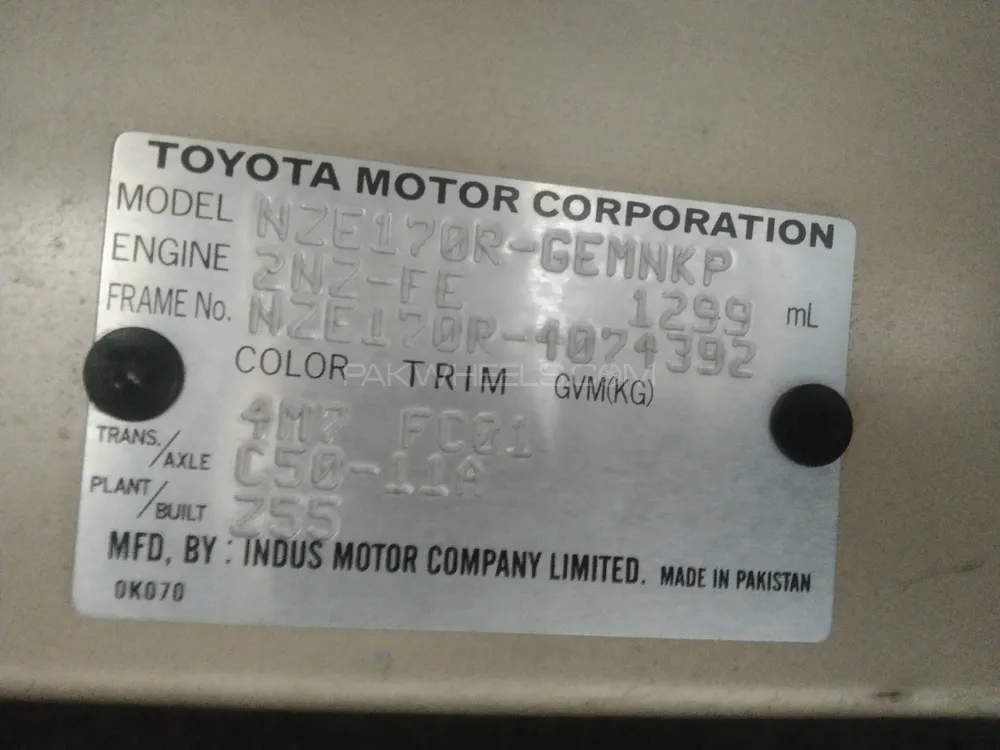 TOYOTA MOTOR CORPORATION
MODEL NZE170R-GEMNKP
ENGINE 2NZ-FE 1299 mL
FRAME No. NZE170R-4074392
COLOR TRIM GVM(KG)
PAKWHEELS.COM
4M7 FC01
TRANS./AXLE C50-11A
PLANT/BUILT Z55
MFD. BY : INDUS MOTOR COMPANY LIMITED. MADE IN PAKISTAN
0K070